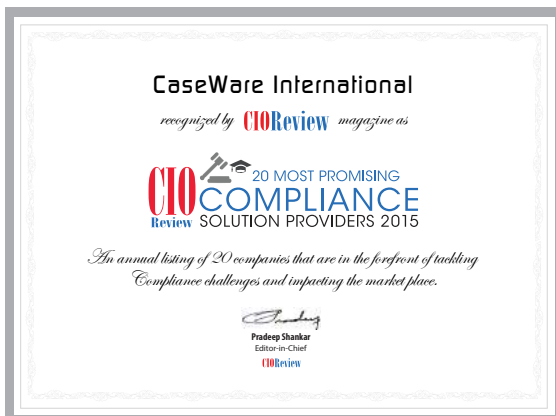 CaseWare International
recognized by CIOReview magazine as
CIO Review
20 MOST PROMISING
COMPLIANCE
SOLUTION PROVIDERS 2015
An annual listing of 20 companies that are in the forefront of tackling
Compliance challenges and impacting the market place.
Pradeep
Pradeep Shankar
Editor-in-Chief
CIOReview